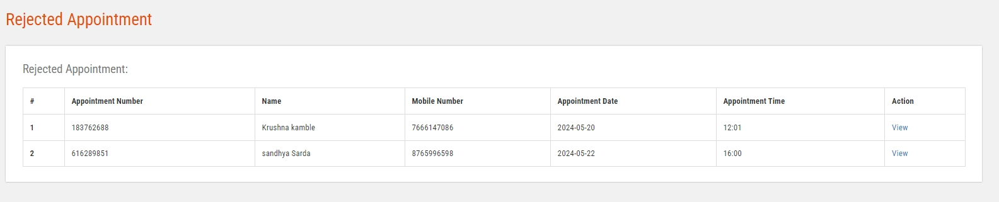 Rejected Appointment
Rejected Appointment:
# Appointment Number Name Mobile Number Appointment Date Appointment Time Action
1 183762688 Krushna kamble 7666147086 2024-05-20 12:01 View
2 616289851 sandhya Sarda 8765996598 2024-05-22 16:00 View